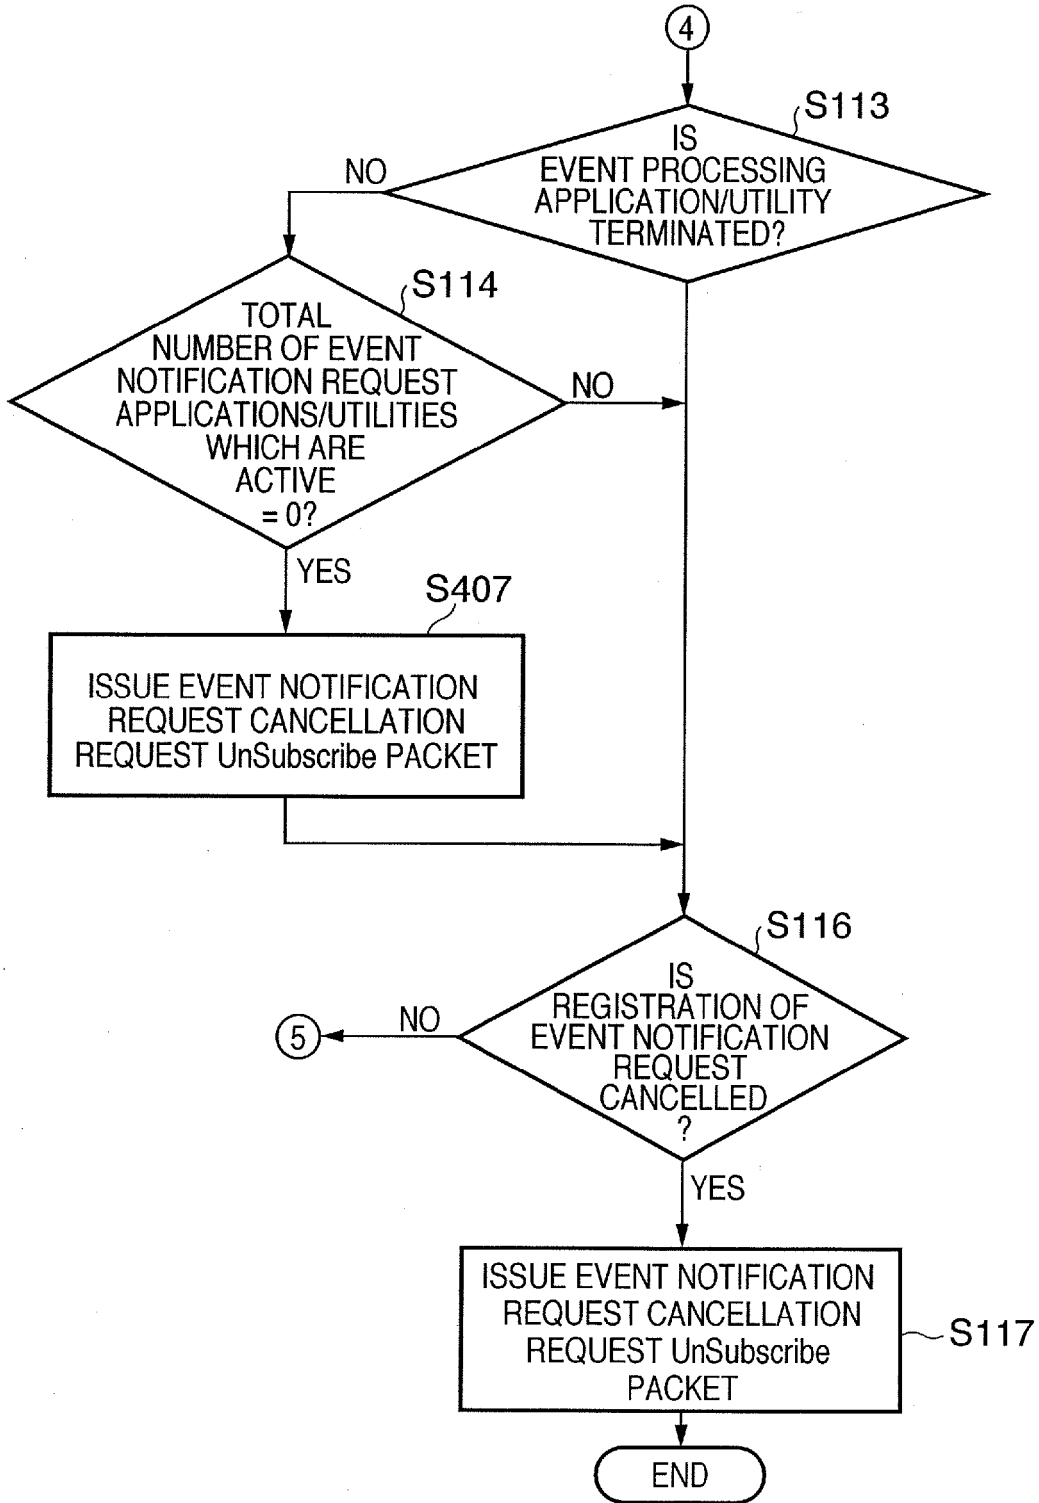 4
S113
IS
EVENT PROCESSING
APPLICATION/UTILITY
TERMINATED?
NO
S114
TOTAL
NUMBER OF EVENT
NOTIFICATION REQUEST
APPLICATIONS/UTILITIES
WHICH ARE
ACTIVE
= 0?
NO
YES
S407
ISSUE EVENT NOTIFICATION
REQUEST CANCELLATION
REQUEST UnSubscribe PACKET
S116
IS
REGISTRATION OF
EVENT NOTIFICATION
REQUEST
CANCELLED
?
NO
5
YES
ISSUE EVENT NOTIFICATION
REQUEST CANCELLATION
REQUEST UnSubscribe
PACKET
S117
END